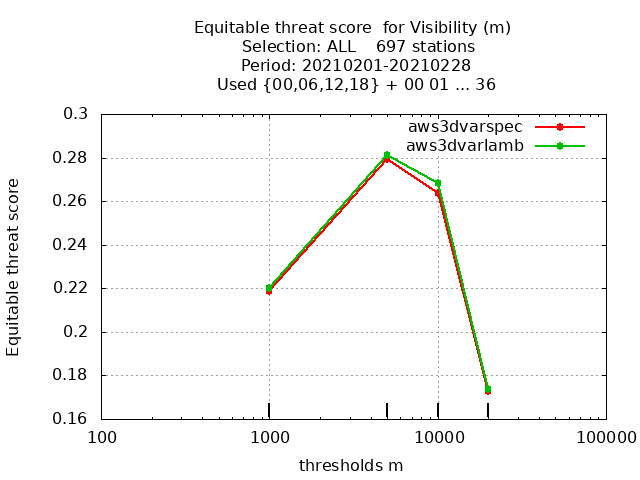 Equitable threat score  for Visibility (m)
Selection: ALL    697 stations
Period: 20210201-20210228
Used {00,06,12,18} + 00 01 ... 36
aws3dvarspec
aws3dvarlamb
Equitable threat score
0.3
0.28
0.26
0.24
0.22
0.2
0.18
0.16
100 1000 10000 100000
thresholds m